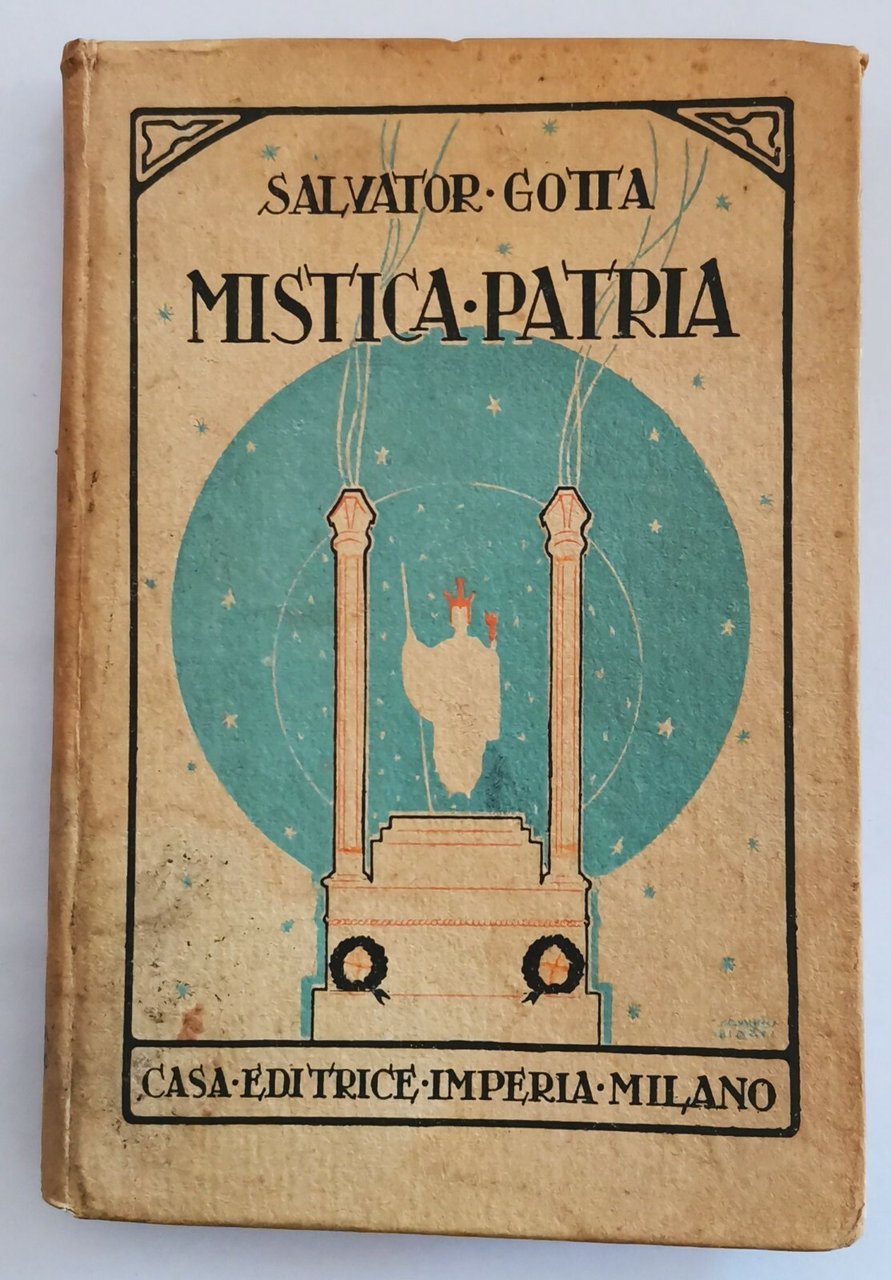 SALVATOR · GOTTA
MISTICA · PATRIA
CASA · EDITRICE · IMPERIA · MILANO